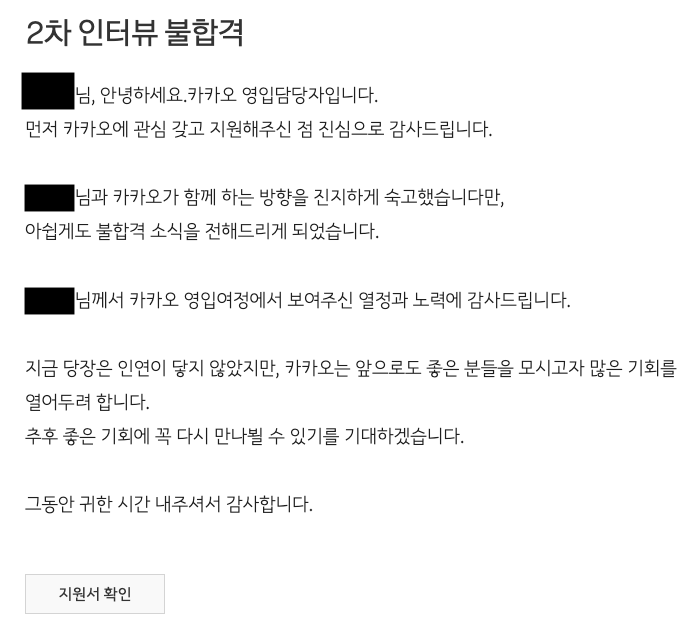 2차 인터뷰 불합격
님, 안녕하세요.카카오 영입담당자입니다.
먼저 카카오에 관심 갖고 지원해주신 점 진심으로 감사드립니다.
님과 카카오가 함께 하는 방향을 진지하게 숙고했습니다만,
아쉽게도 불합격 소식을 전해드리게 되었습니다.
님께서 카카오 영입여정에서 보여주신 열정과 노력에 감사드립니다.
지금 당장은 인연이 닿지 않았지만, 카카오는 앞으로도 좋은 분들을 모시고자 많은 기회를
열어두려 합니다.
추후 좋은 기회에 꼭 다시 만나뵐 수 있기를 기대하겠습니다.
그동안 귀한 시간 내주셔서 감사합니다.
지원서 확인